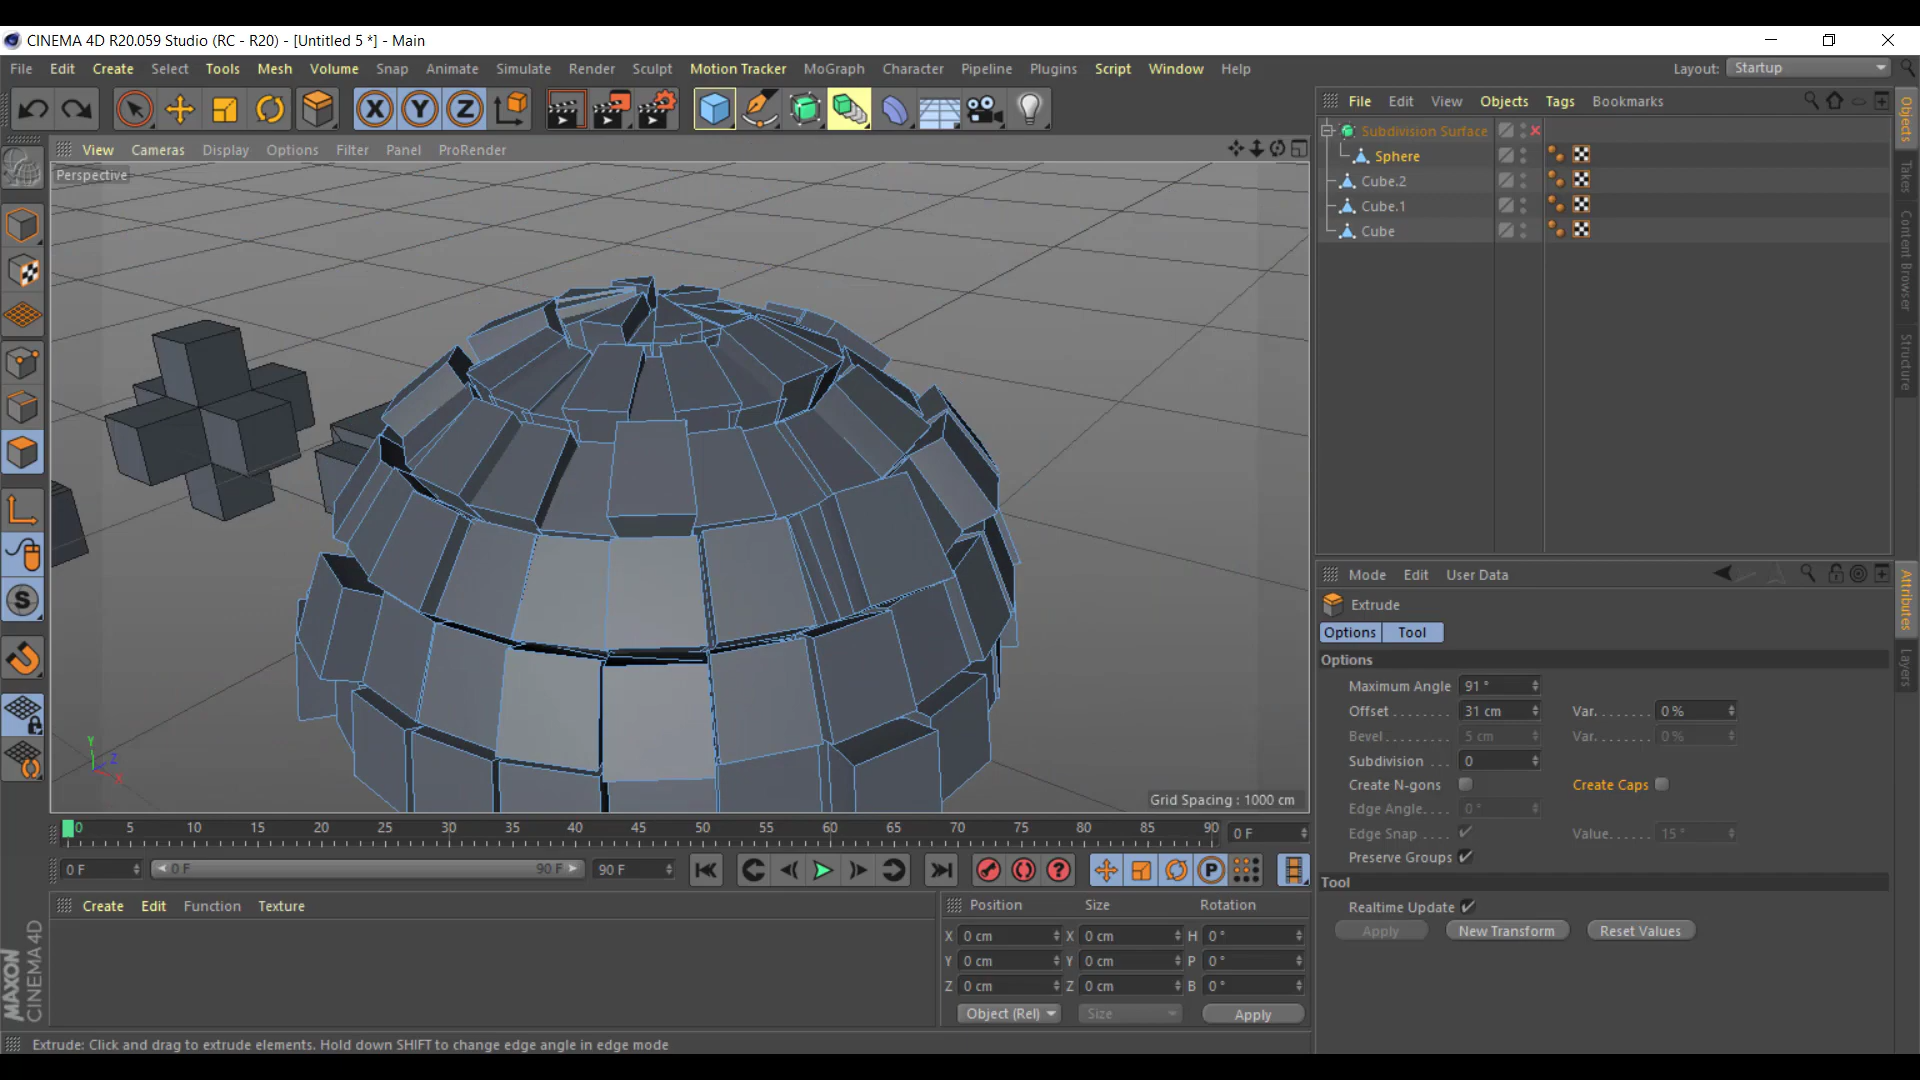 CINEMA 4D R20.059 Studio (RC - R20) - [Untitled 5 *] - Main
File Edit Create Select Tools Mesh Volume Snap Animate Simulate Render Sculpt Motion Tracker MoGraph Character Pipeline Plugins Script Window Help Layout: Startup
X Y Z
File Edit View Objects Tags Bookmarks
View Cameras Display Options Filter Panel ProRender
Perspective
Subdivision Surface
Sphere
Cube.2
Cube.1
Cube
Objects
Takes
Content Browser
Structure
Mode Edit User Data
Extrude
Options Tool
Options
Maximum Angle 91 °
Offset 31 cm Var. 0 %
Bevel 5 cm Var. 0 %
Subdivision 0
Create N-gons Create Caps
Edge Angle 0 °
Edge Snap Value 15 °
Preserve Groups
Tool
Realtime Update
Apply New Transform Reset Values
Attributes
Layers
S
Y
Z
X
Grid Spacing : 1000 cm
0 5 10 15 20 25 30 35 40 45 50 55 60 65 70 75 80 85 90 0 F
0 F 0 F 90 F 90 F P
Create Edit Function Texture
Position Size Rotation
X 0 cm X 0 cm H 0 °
Y 0 cm Y 0 cm P 0 °
Z 0 cm Z 0 cm B 0 °
Object (Rel) Size Apply
MAXON
CINEMA 4D
Extrude: Click and drag to extrude elements. Hold down SHIFT to change edge angle in edge mode